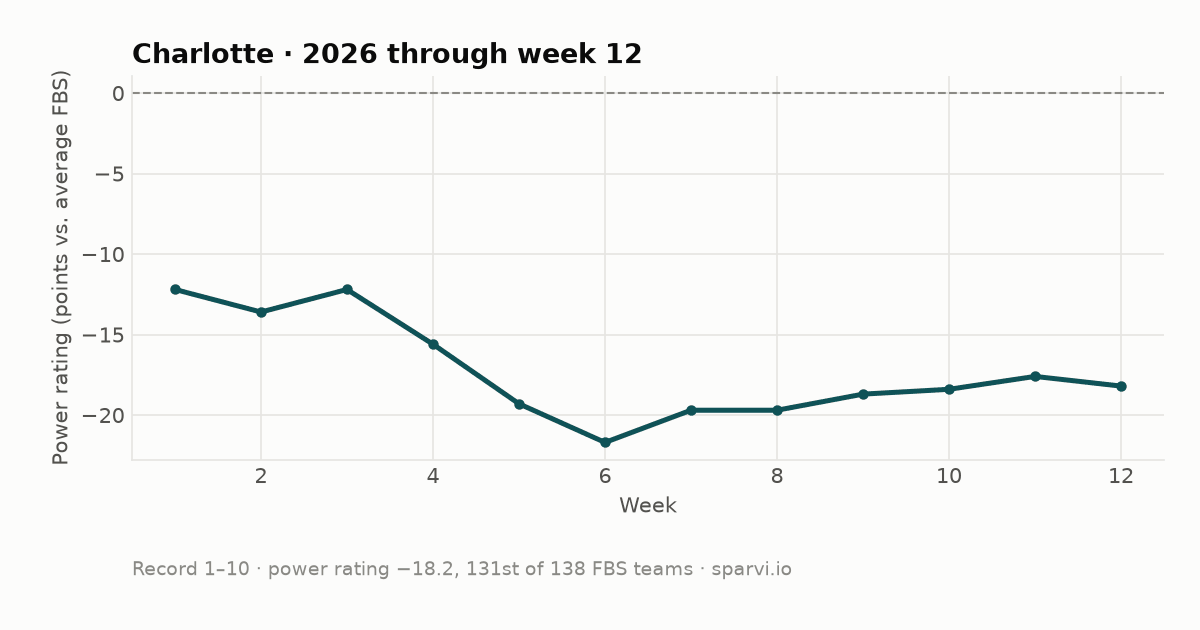 Charlotte · 2026 through week 12
Power rating (points vs. average FBS)
0
−5
−10
−15
−20
2 4 6 8 10 12
Week
Record 1–10 · power rating −18.2, 131st of 138 FBS teams · sparvi.io